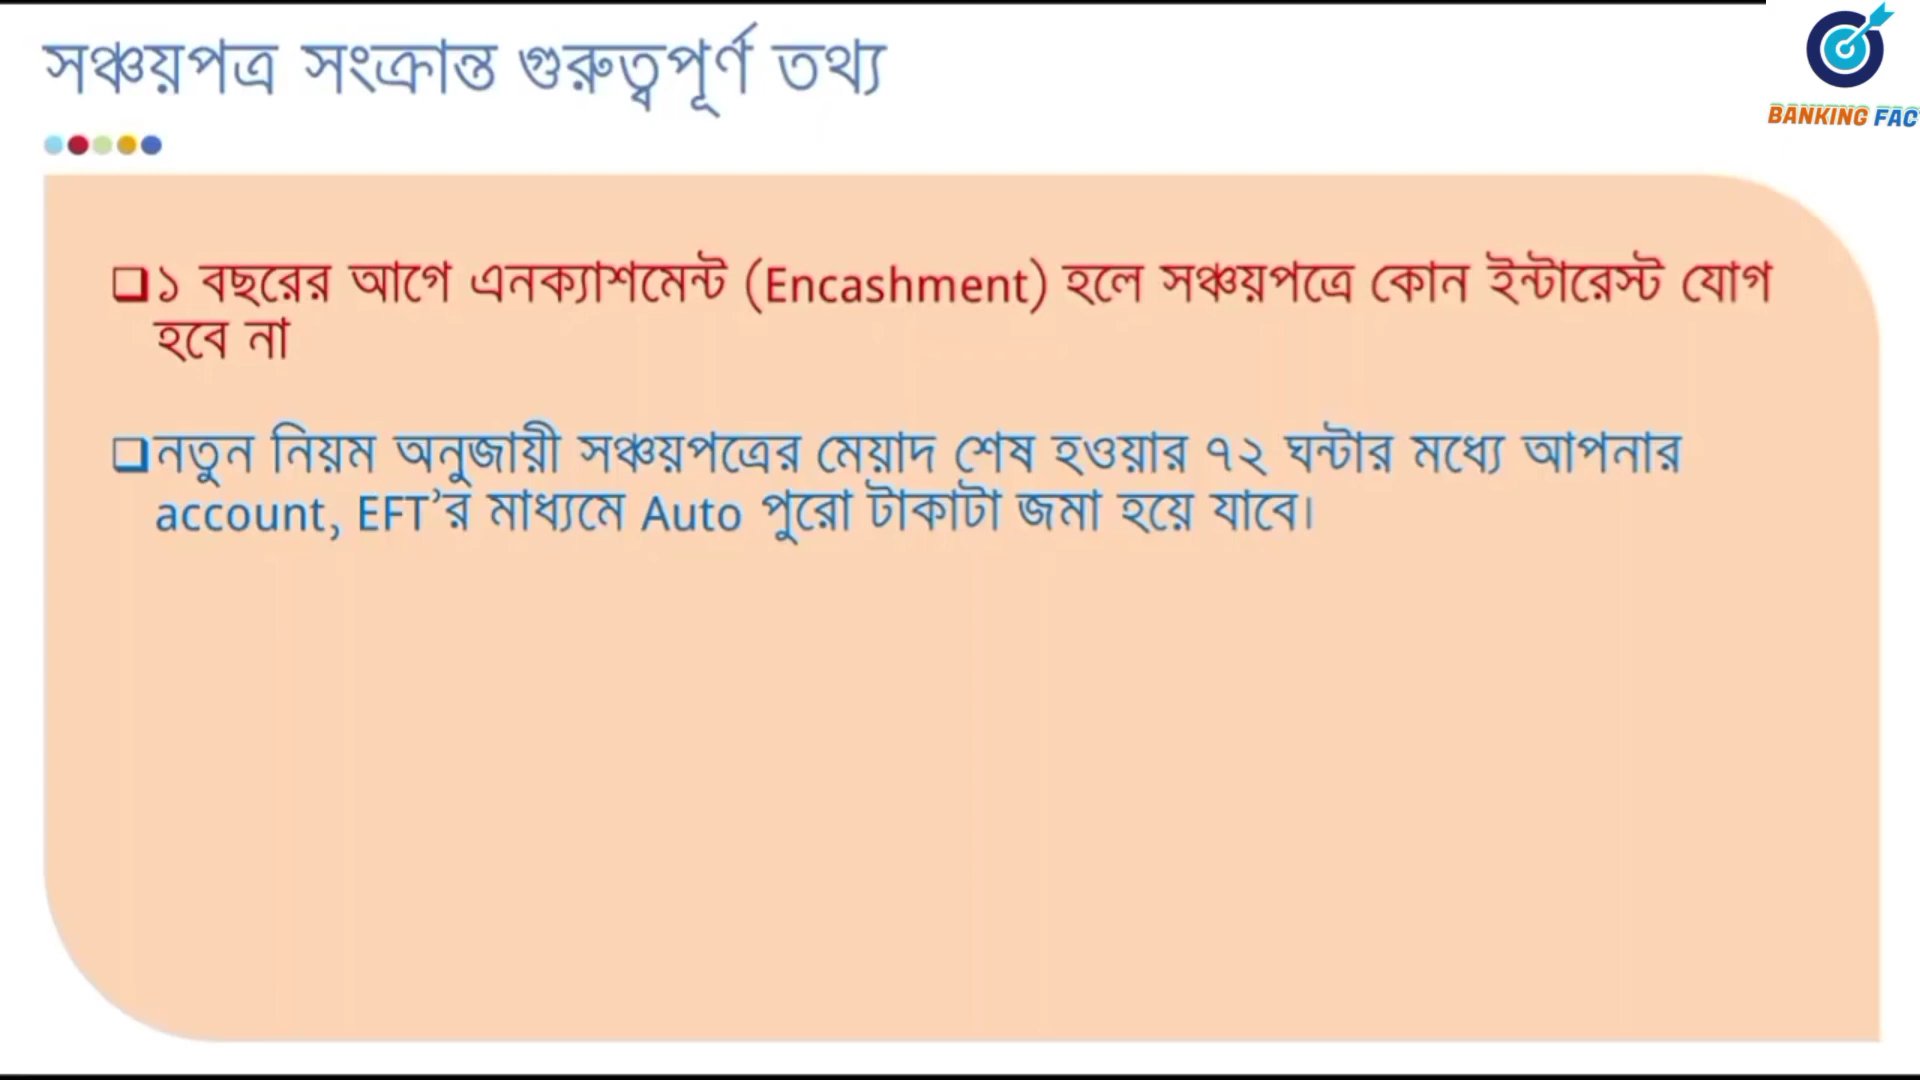 সঞ্চয়পত্র সংক্রান্ত গুরুত্বপূর্ণ তথ্য
BANKING FAC
❑১ বছরের আগে এনক্যাশমেন্ট (Encashment) হলে সঞ্চয়পত্রে কোন ইন্টারেস্ট যোগ
হবে না
❑নতুন নিয়ম অনুজায়ী সঞ্চয়পত্রের মেয়াদ শেষ হওয়ার ৭২ ঘন্টার মধ্যে আপনার
account, EFT’র মাধ্যমে Auto পুরো টাকাটা জমা হয়ে যাবে।